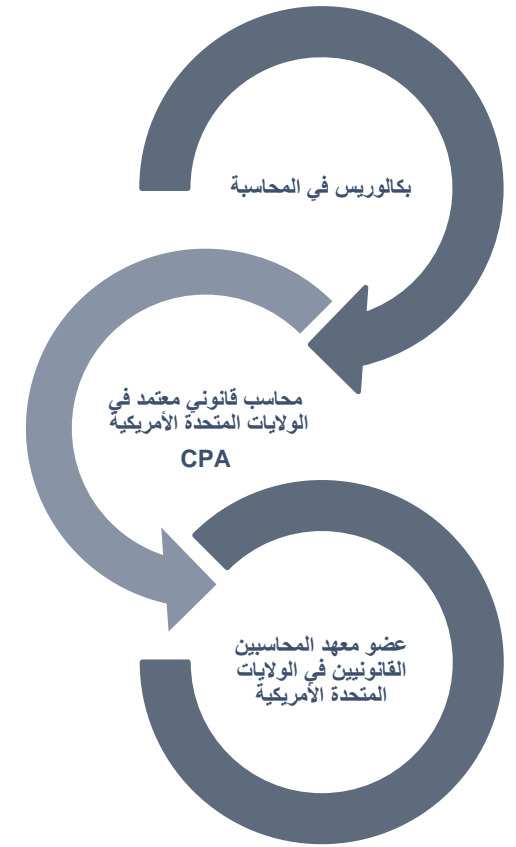 بكالوريس في المحاسبة
محاسب قانوني معتمد في
الولايات المتحدة الأمريكية
CPA
عضو معهد المحاسبين
القانونيين في الولايات
المتحدة الأمريكية